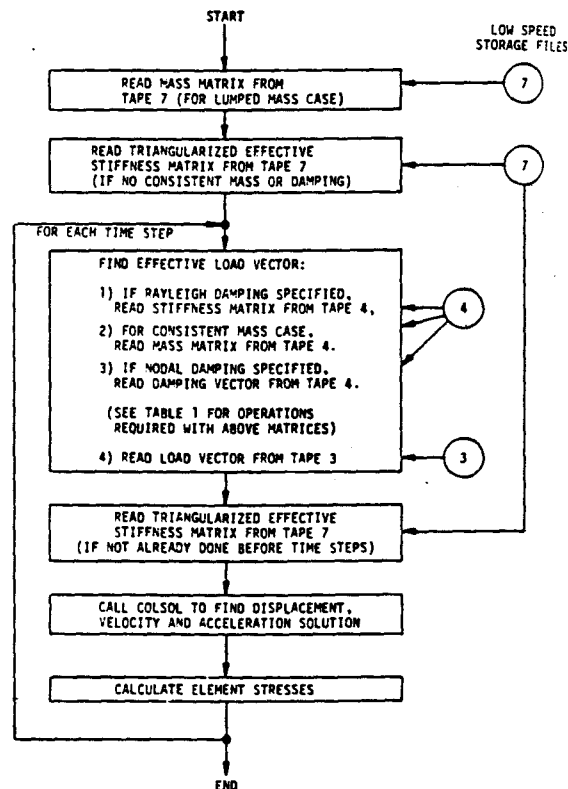 START
LOW SPEED
STORAGE FILES
READ MASS MATRIX FROM
TAPE 7 (FOR LUMPED MASS CASE)
7
READ TRIANGULARIZED EFFECTIVE
STIFFNESS MATRIX FROM TAPE 7
(IF NO CONSISTENT MASS OR DAMPING)
7
FOR EACH TIME STEP
FIND EFFECTIVE LOAD VECTOR:
1) IF RAYLEIGH DAMPING SPECIFIED,
READ STIFFNESS MATRIX FROM TAPE 4,
2) FOR CONSISTENT MASS CASE,
READ MASS MATRIX FROM TAPE 4.
3) IF NODAL DAMPING SPECIFIED,
READ DAMPING VECTOR FROM TAPE 4.
(SEE TABLE 1 FOR OPERATIONS
REQUIRED WITH ABOVE MATRICES)
4) READ LOAD VECTOR FROM TAPE 3
4
3
READ TRIANGULARIZED EFFECTIVE
STIFFNESS MATRIX FROM TAPE 7
(IF NOT ALREADY DONE BEFORE TIME STEPS)
CALL COLSOL TO FIND DISPLACEMENT,
VELOCITY AND ACCELERATION SOLUTION
CALCULATE ELEMENT STRESSES
END